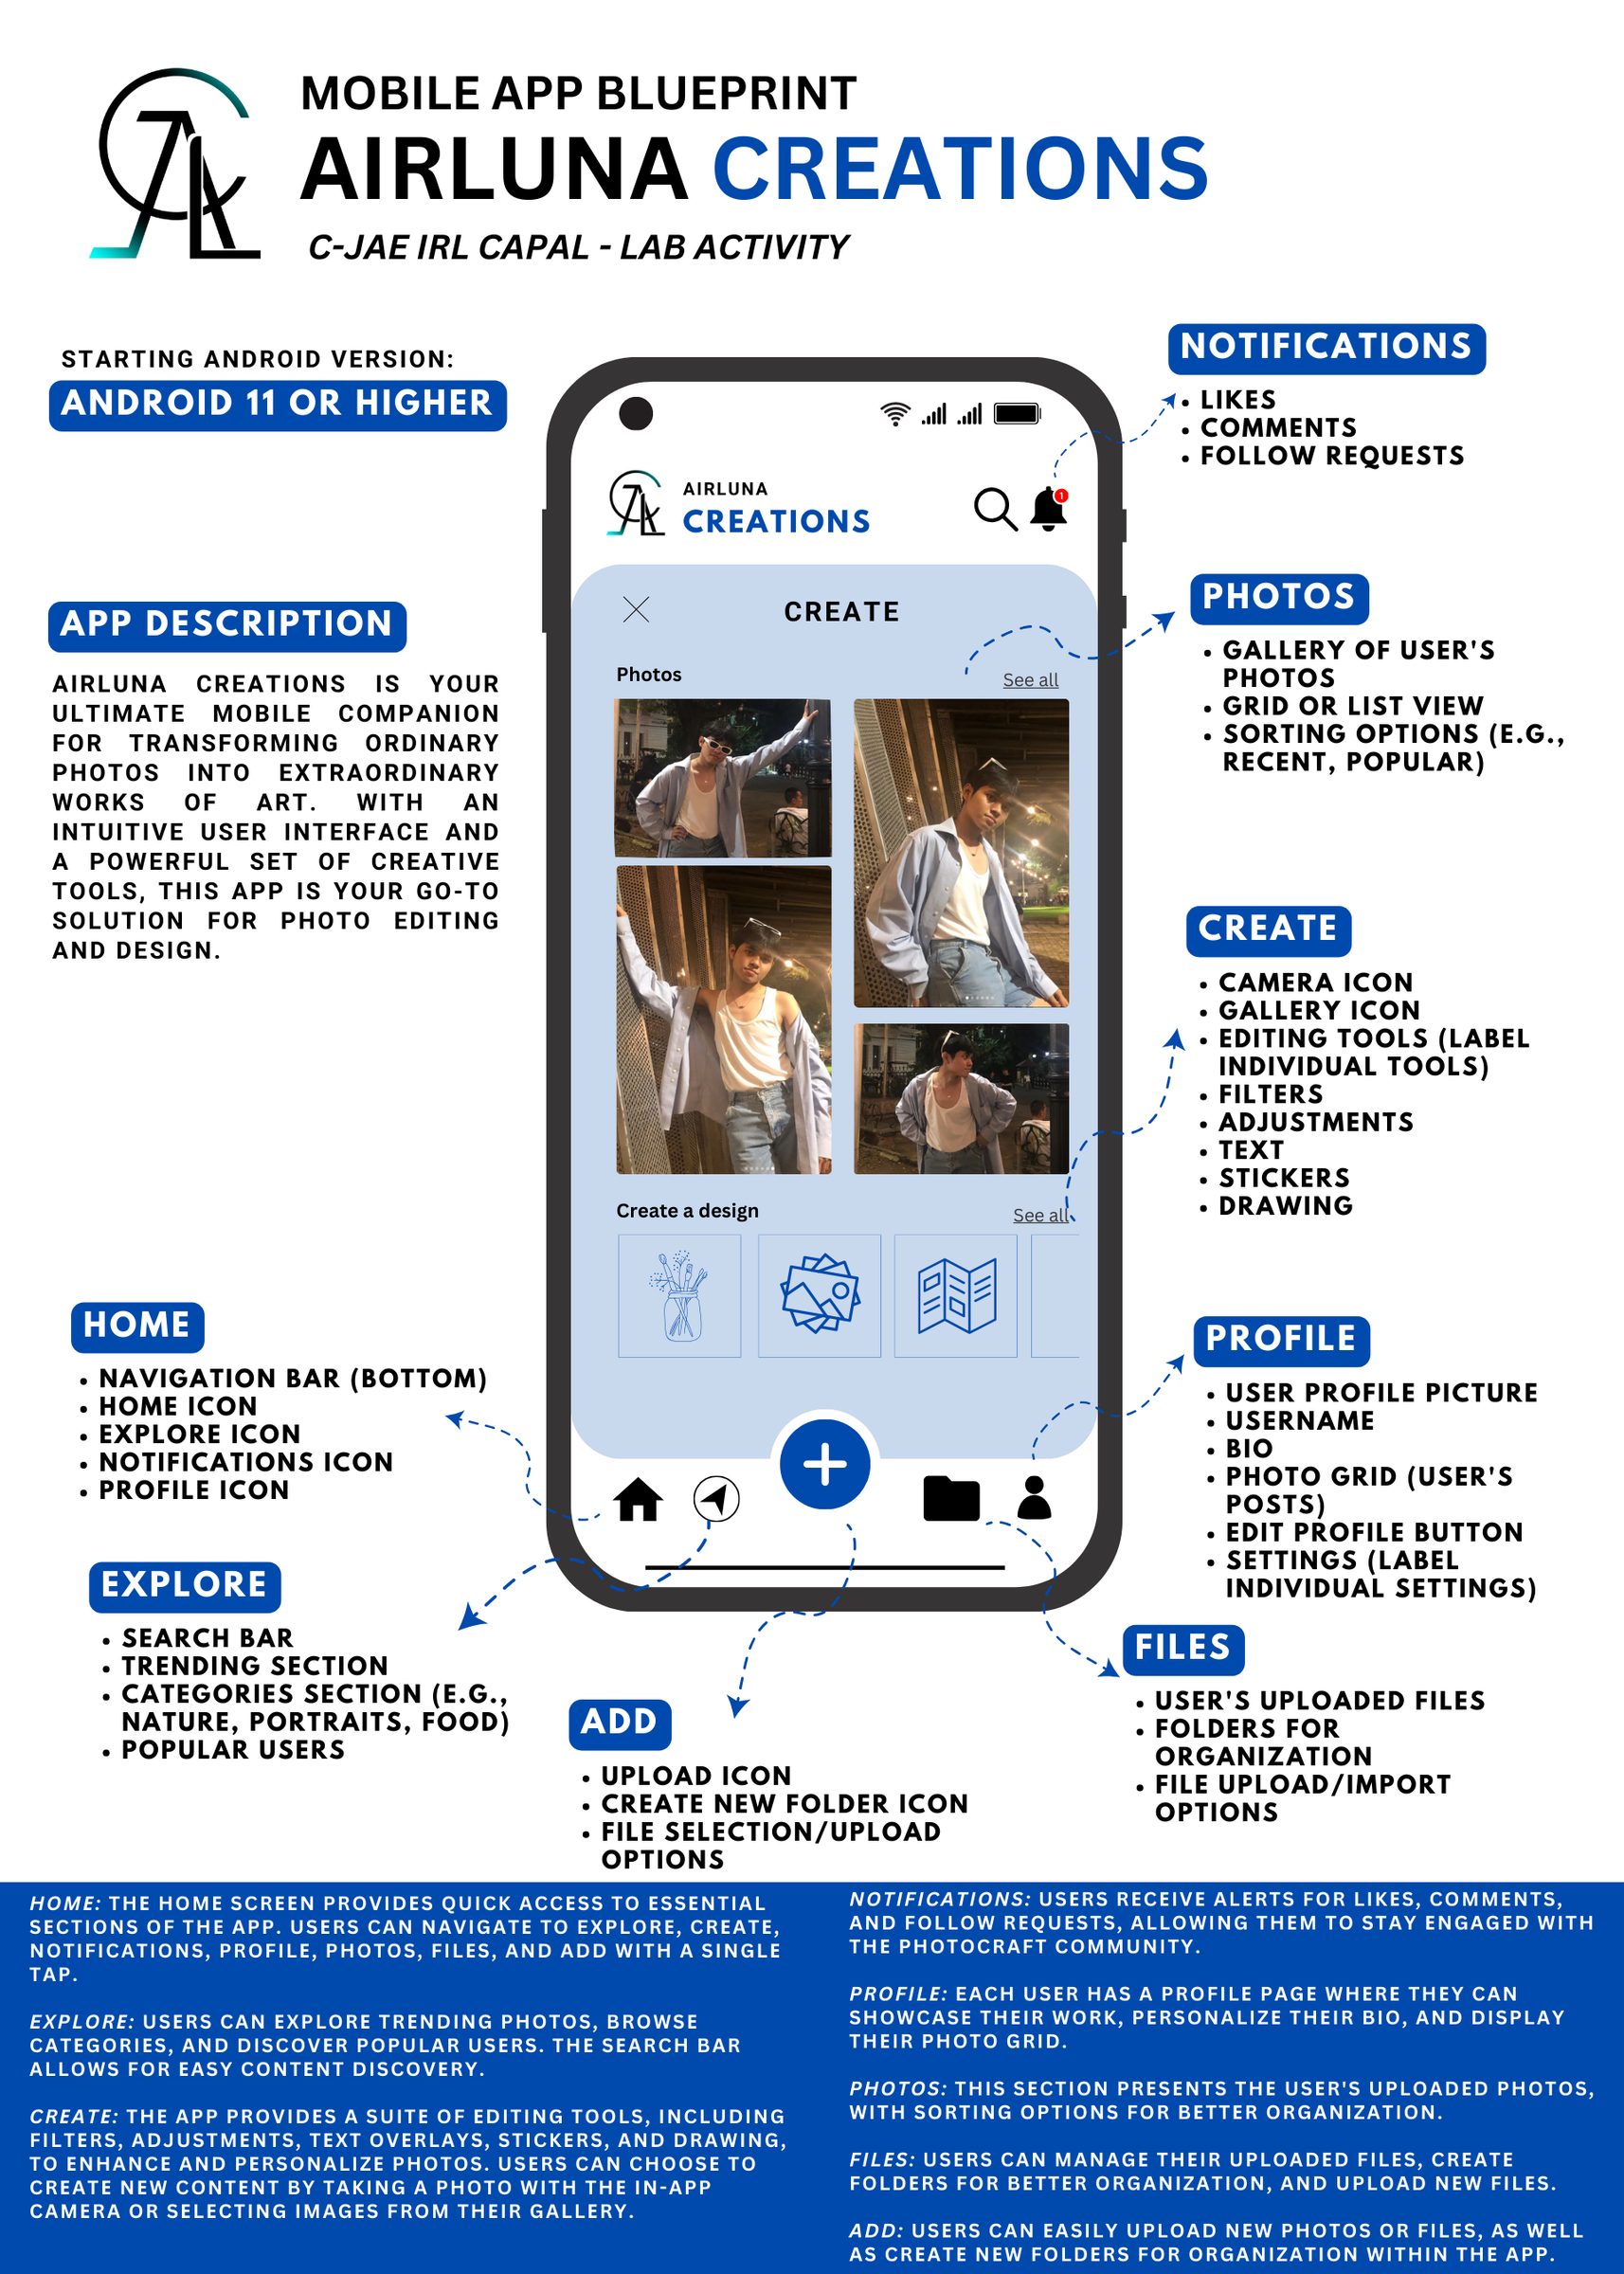 MOBILE APP BLUEPRINT
AIRLUNA CREATIONS
C-JAE IRL CAPAL - LAB ACTIVITY
STARTING ANDROID VERSION:
ANDROID 11 OR HIGHER
APP DESCRIPTION
AIRLUNA CREATIONS IS YOUR
ULTIMATE MOBILE COMPANION
FOR TRANSFORMING ORDINARY
PHOTOS INTO EXTRAORDINARY
WORKS OF ART. WITH AN
INTUITIVE USER INTERFACE AND
A POWERFUL SET OF CREATIVE
TOOLS, THIS APP IS YOUR GO-TO
SOLUTION FOR PHOTO EDITING
AND DESIGN.
AIRLUNA
CREATIONS
1
CREATE
Photos
See all
Create a design
See all
NOTIFICATIONS
• LIKES
• COMMENTS
• FOLLOW REQUESTS
PHOTOS
• GALLERY OF USER'S
PHOTOS
• GRID OR LIST VIEW
• SORTING OPTIONS (E.G.,
RECENT, POPULAR)
CREATE
• CAMERA ICON
• GALLERY ICON
• EDITING TOOLS (LABEL
INDIVIDUAL TOOLS)
• FILTERS
• ADJUSTMENTS
• TEXT
• STICKERS
• DRAWING
HOME
• NAVIGATION BAR (BOTTOM)
• HOME ICON
• EXPLORE ICON
• NOTIFICATIONS ICON
• PROFILE ICON
PROFILE
• USER PROFILE PICTURE
• USERNAME
• BIO
• PHOTO GRID (USER'S
POSTS)
• EDIT PROFILE BUTTON
• SETTINGS (LABEL
INDIVIDUAL SETTINGS)
EXPLORE
• SEARCH BAR
• TRENDING SECTION
• CATEGORIES SECTION (E.G.,
NATURE, PORTRAITS, FOOD)
• POPULAR USERS
ADD
• UPLOAD ICON
• CREATE NEW FOLDER ICON
• FILE SELECTION/UPLOAD
OPTIONS
FILES
• USER'S UPLOADED FILES
• FOLDERS FOR
ORGANIZATION
• FILE UPLOAD/IMPORT
OPTIONS
HOME: THE HOME SCREEN PROVIDES QUICK ACCESS TO ESSENTIAL
SECTIONS OF THE APP. USERS CAN NAVIGATE TO EXPLORE, CREATE,
NOTIFICATIONS, PROFILE, PHOTOS, FILES, AND ADD WITH A SINGLE
TAP.
EXPLORE: USERS CAN EXPLORE TRENDING PHOTOS, BROWSE
CATEGORIES, AND DISCOVER POPULAR USERS. THE SEARCH BAR
ALLOWS FOR EASY CONTENT DISCOVERY.
CREATE: THE APP PROVIDES A SUITE OF EDITING TOOLS, INCLUDING
FILTERS, ADJUSTMENTS, TEXT OVERLAYS, STICKERS, AND DRAWING,
TO ENHANCE AND PERSONALIZE PHOTOS. USERS CAN CHOOSE TO
CREATE NEW CONTENT BY TAKING A PHOTO WITH THE IN-APP
CAMERA OR SELECTING IMAGES FROM THEIR GALLERY.
NOTIFICATIONS: USERS RECEIVE ALERTS FOR LIKES, COMMENTS,
AND FOLLOW REQUESTS, ALLOWING THEM TO STAY ENGAGED WITH
THE PHOTOCRAFT COMMUNITY.
PROFILE: EACH USER HAS A PROFILE PAGE WHERE THEY CAN
SHOWCASE THEIR WORK, PERSONALIZE THEIR BIO, AND DISPLAY
THEIR PHOTO GRID.
PHOTOS: THIS SECTION PRESENTS THE USER'S UPLOADED PHOTOS,
WITH SORTING OPTIONS FOR BETTER ORGANIZATION.
FILES: USERS CAN MANAGE THEIR UPLOADED FILES, CREATE
FOLDERS FOR BETTER ORGANIZATION, AND UPLOAD NEW FILES.
ADD: USERS CAN EASILY UPLOAD NEW PHOTOS OR FILES, AS WELL
AS CREATE NEW FOLDERS FOR ORGANIZATION WITHIN THE APP.